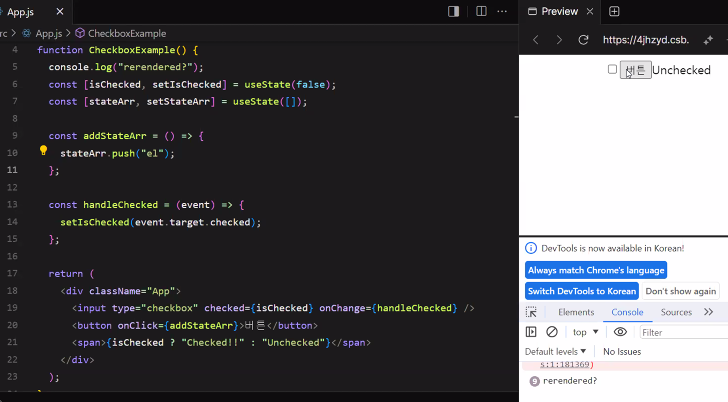 App.js
rc > App.js > CheckboxExample
4 function CheckboxExample() {
5 console.log("rerendered?");
6 const [isChecked, setIsChecked] = useState(false);
7 const [stateArr, setStateArr] = useState([]);
8
9 const addStateArr = () => {
10 stateArr.push("el");
11 };
12
13 const handleChecked = (event) => {
14 setIsChecked(event.target.checked);
15 };
16
17 return (
18 <div className="App">
19 <input type="checkbox" checked={isChecked} onChange={handleChecked} />
20 <button onClick={addStateArr}>버튼</button>
21 <span>{isChecked ? "Checked!!" : "Unchecked"}</span>
22 </div>
23 );
Preview
https://4jhzyd.csb.
버튼 Unchecked
DevTools is now available in Korean!
Always match Chrome's language
Switch DevTools to Korean
Don't show again
Elements Console Sources
top Filter
Default levels No Issues
s:1:181369)
9 rerendered?